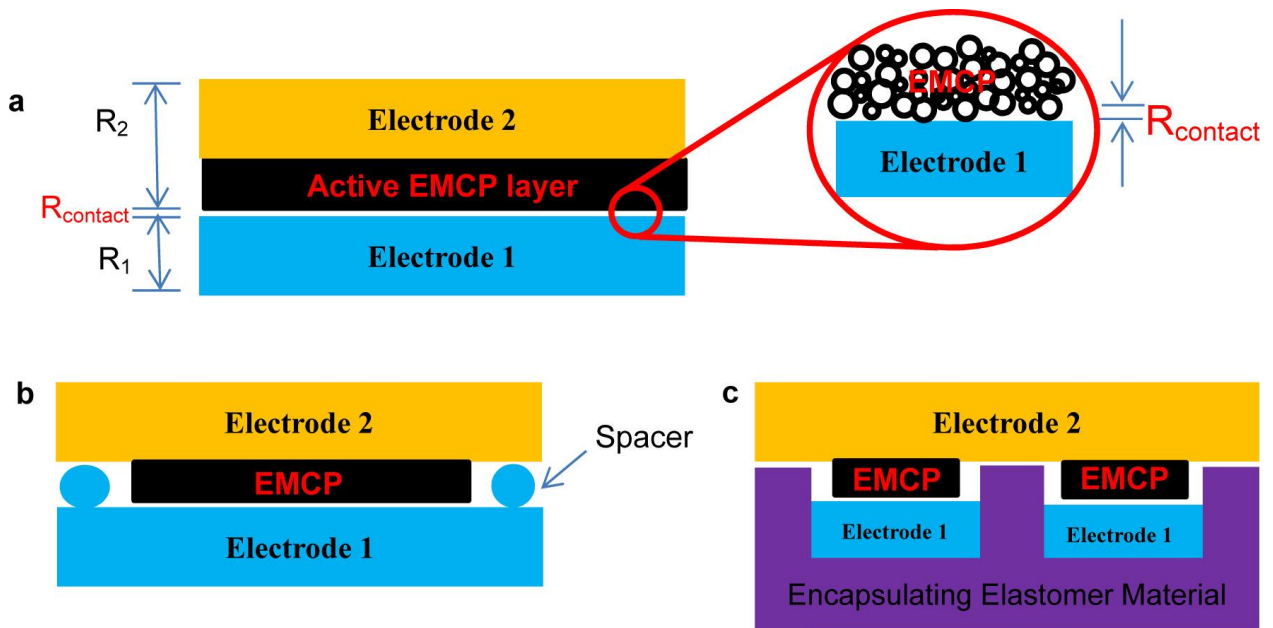 a
R2
Rcontact
R1
Electrode 2
Active EMCP layer
Electrode 1
EMCP
Electrode 1
Rcontact
b
Electrode 2
EMCP
Electrode 1
Spacer
c
Electrode 2
EMCP
EMCP
Electrode 1
Electrode 1
Encapsulating Elastomer Material